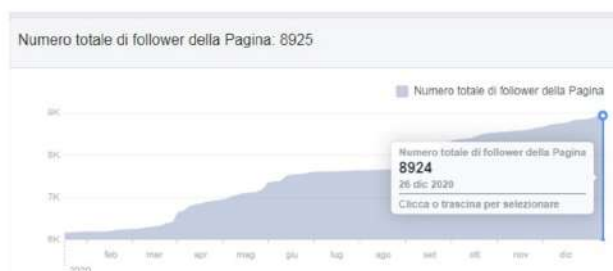 Numero totale di follower della Pagina: 8925
Numero totale di follower della Pagina
9K
8K
7K
6K
Numero totale di follower della Pagina
8924
26 dic 2020
Clicca o trascina per selezionare
feb mar apr mag giu lug ago set ott nov dic
2020